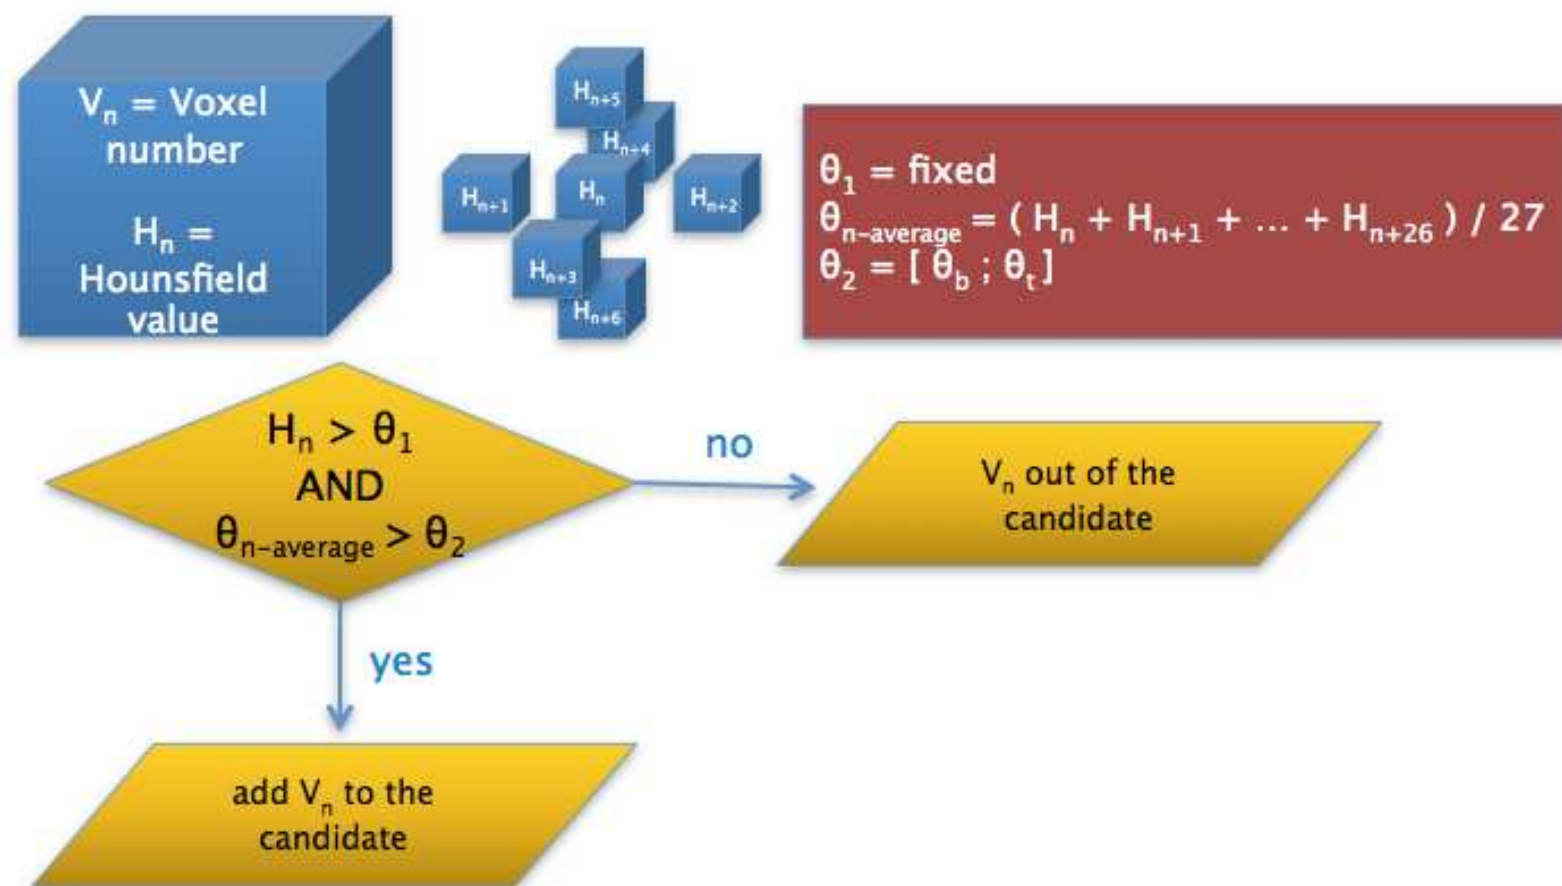 Vₙ = Voxel
number
Hₙ =
Hounsfield
value
Hₙ₊₅
Hₙ₊₄
Hₙ₊₁
Hₙ
Hₙ₊₂
Hₙ₊₃
Hₙ₊₆
θ₁ = fixed
θn-average = ( Hₙ + Hₙ₊₁ + ... + Hₙ₊₂₆ ) / 27
θ₂ = [ θb ; θₜ ]
Hₙ > θ₁
AND
θn-average > θ₂
no
Vₙ out of the
candidate
yes
add Vₙ to the
candidate